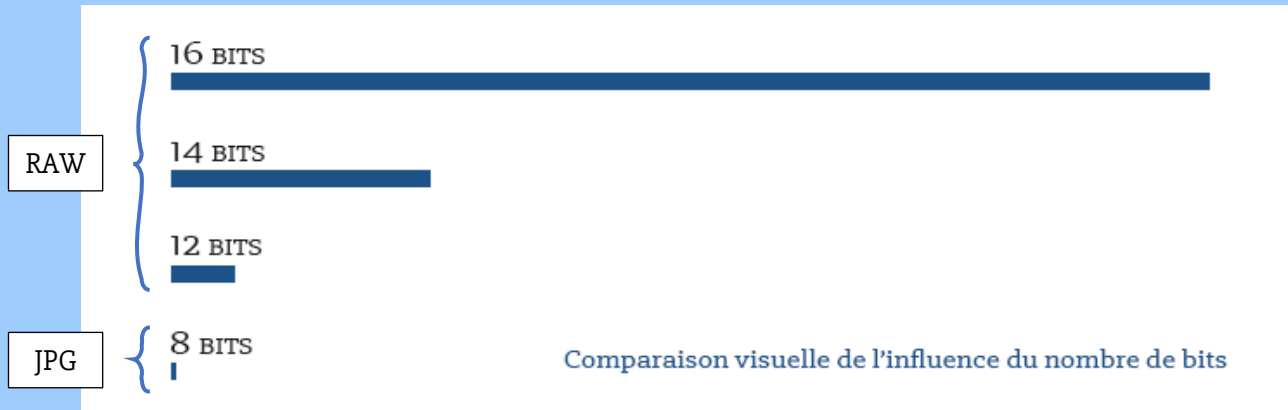 16 BITS
14 BITS
RAW
12 BITS
8 BITS
JPG
Comparaison visuelle de l'influence du nombre de bits